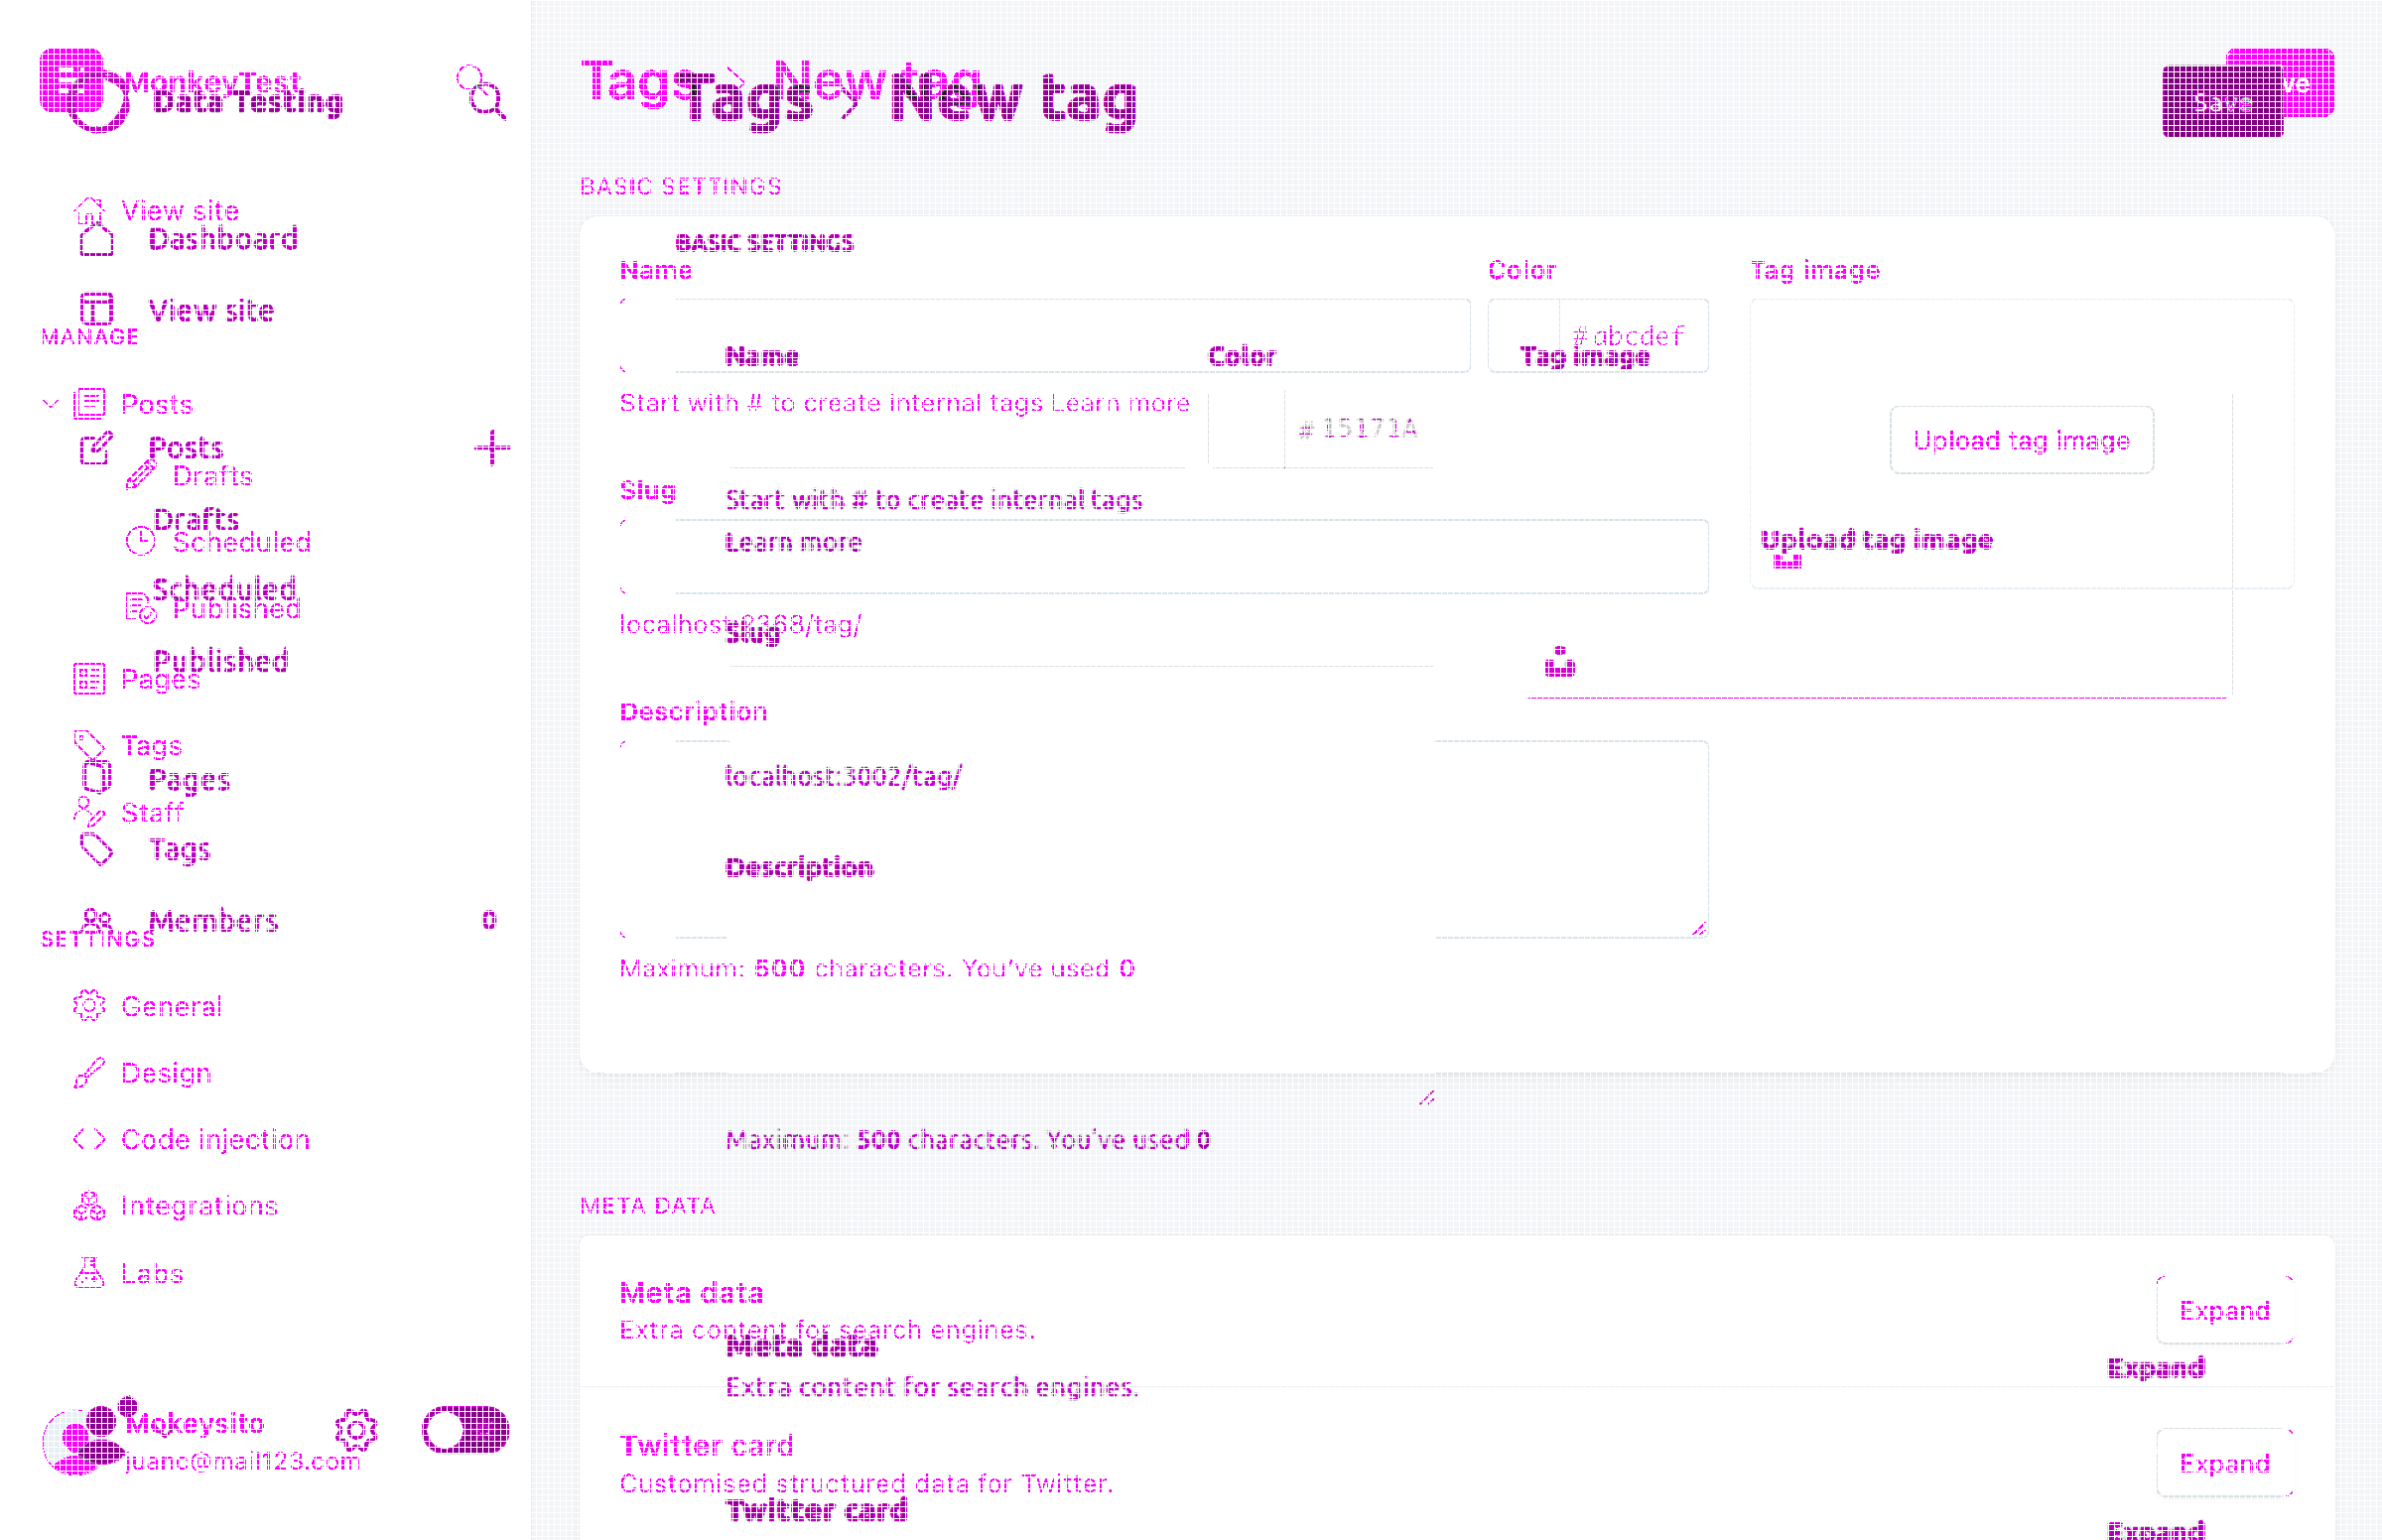 MonkeyTest
Data Testing
View site
Dashboard
View site
MANAGE
Posts
Posts
Drafts
Drafts
Scheduled
Scheduled
Published
Published
Pages
Tags
Pages
Staff
Tags
Members 0
SETTINGS
General
Design
Code injection
Integrations
Labs
Mokeysito
juanc@mail123.com
Tags > New tag
Tags > New tag
Save
BASIC SETTINGS
BASIC SETTINGS
Name Color Tag image
#abcdef
Name Color Tag image
Start with # to create internal tags Learn more
# 15171A
Upload tag image
Slug
Start with # to create internal tags
Learn more
Upload tag image
localhost:2368/tag/
Slug
Description
localhost:3002/tag/
Description
Maximum: 500 characters. You've used 0
Maximum: 500 characters. You've used 0
META DATA
Meta data
Expand
Extra content for search engines.
Meta data
Expand
Extra content for search engines.
Twitter card
Expand
Customised structured data for Twitter.
Twitter card
Expand